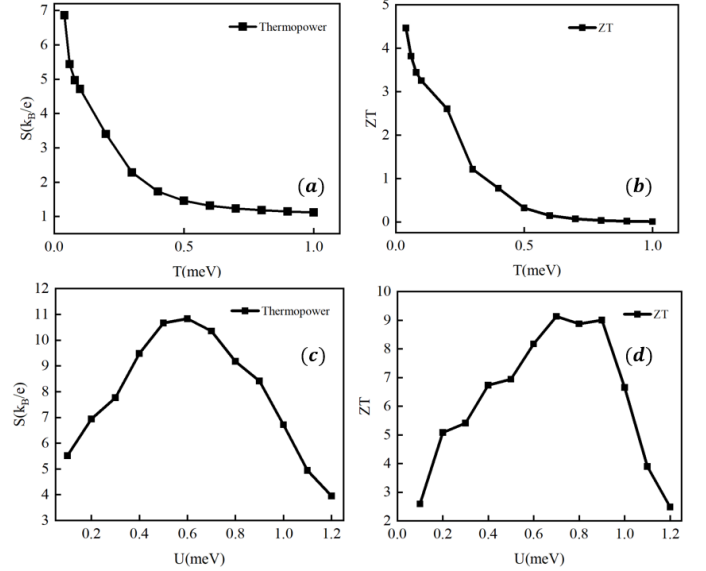 7
6
5
4
3
2
1
S(k_B/e)
Thermopower
(a)
0.0 0.5 1.0
T(meV)
5
4
3
2
1
0
ZT
ZT
(b)
0.0 0.5 1.0
T(meV)
12
11
10
9
8
7
6
5
4
3
S(k_B/e)
Thermopower
(c)
0.2 0.4 0.6 0.8 1.0 1.2
U(meV)
10
9
8
7
6
5
4
3
2
ZT
ZT
(d)
0.0 0.2 0.4 0.6 0.8 1.0 1.2
U(meV)